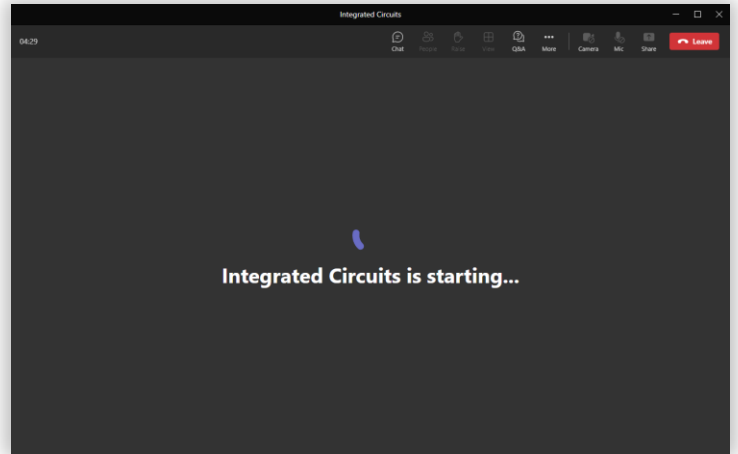 Integrated Circuits
04:29
Chat People Raise View Q&A More Camera Mic Share Leave
Integrated Circuits is starting...